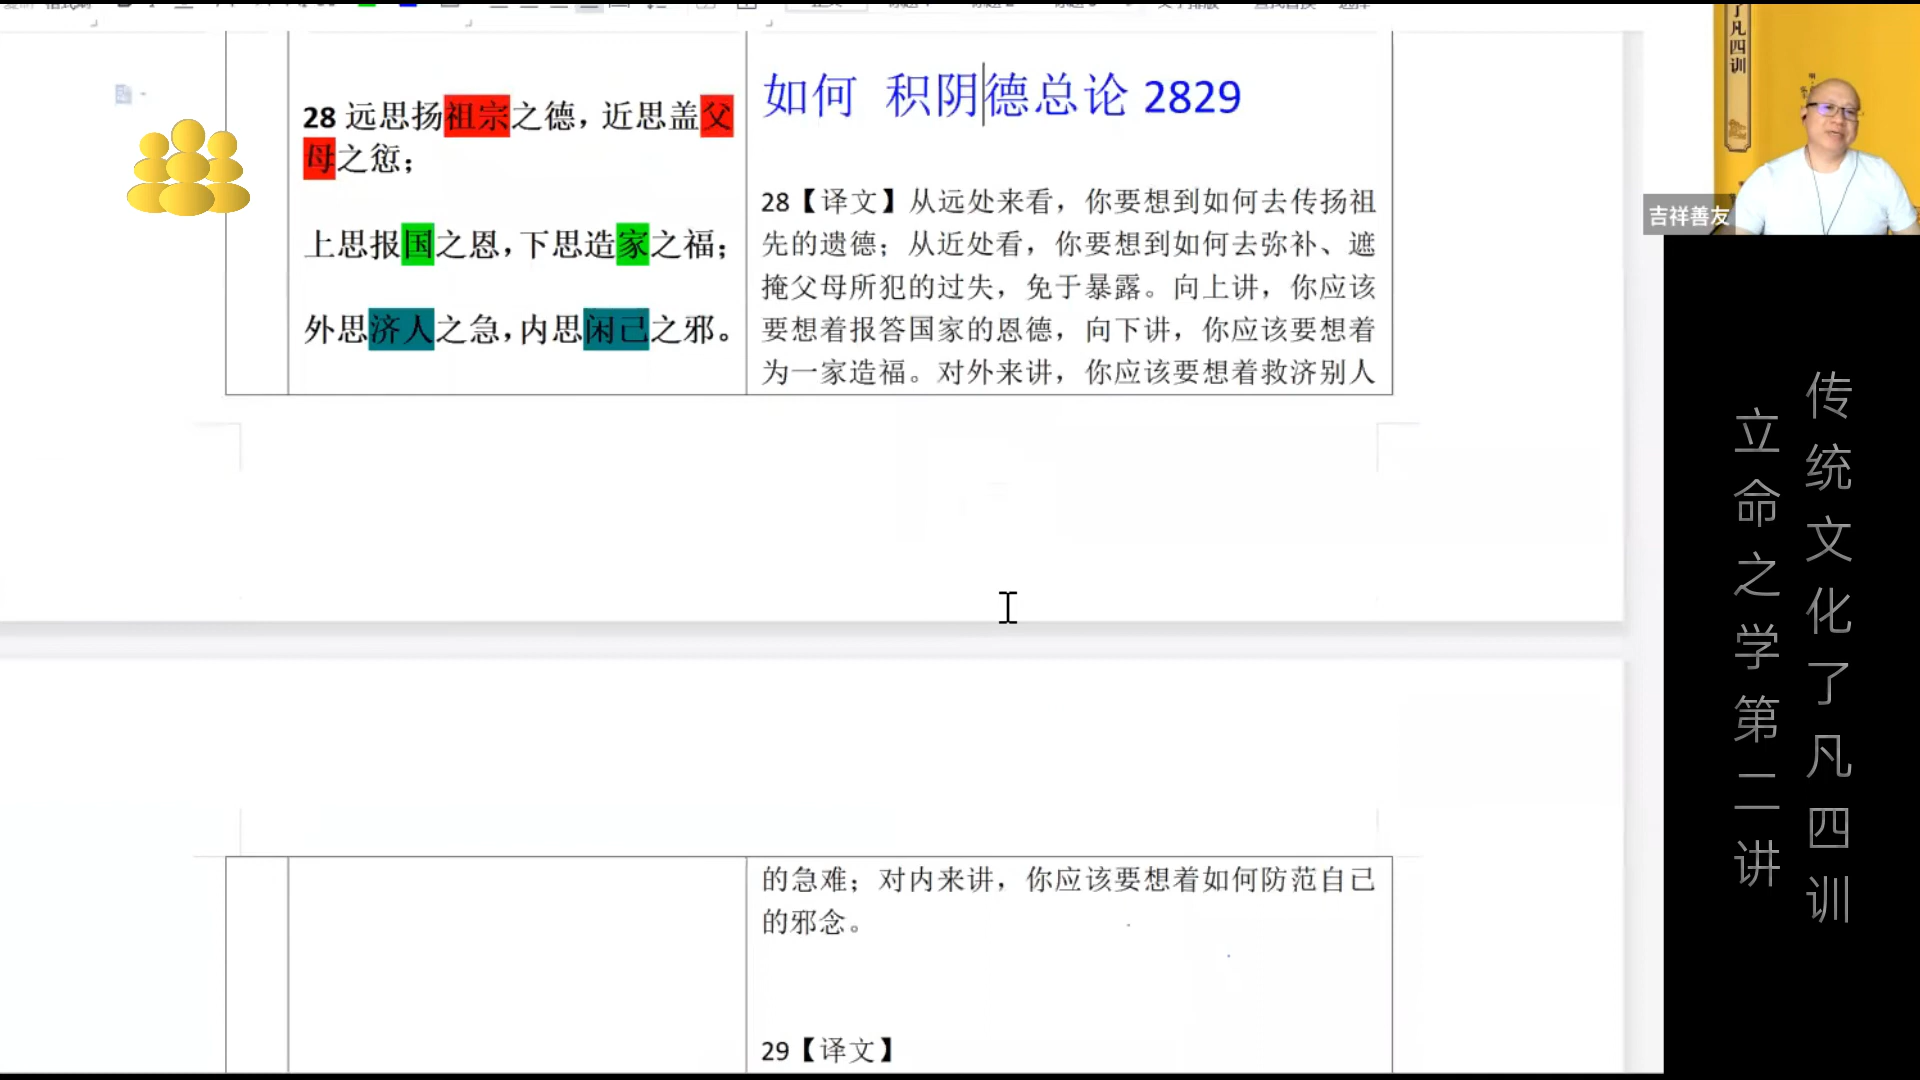 28 远思扬祖宗之德，近思盖父
母之愆；
上思报国之恩，下思造家之福；
外思济人之急，内思闲己之邪。
如何 积阴德总论 2829
28【译文】从远处来看，你要想到如何去传扬祖
先的遗德；从近处看，你要想到如何去弥补、遮
掩父母所犯的过失，免于暴露。向上讲，你应该
要想着报答国家的恩德，向下讲，你应该要想着
为一家造福。对外来讲，你应该要想着救济别人
的急难；对内来讲，你应该要想着如何防范自己
的邪念。
29【译文】
了凡四训
吉祥善友
传统文化了凡四训
立命之学第二讲